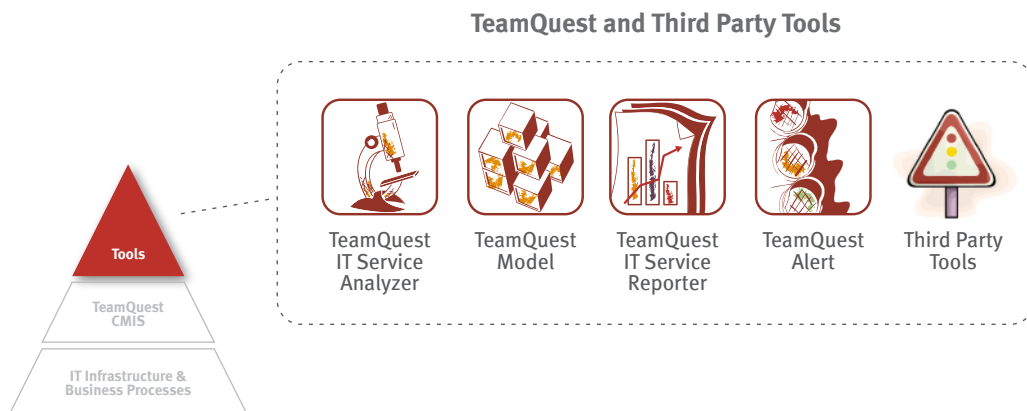 TeamQuest and Third Party Tools
TeamQuest
IT Service
Analyzer
TeamQuest
Model
TeamQuest
IT Service
Reporter
TeamQuest
Alert
Third Party
Tools
Tools
TeamQuest
CMIS
IT Infrastructure &
Business Processes